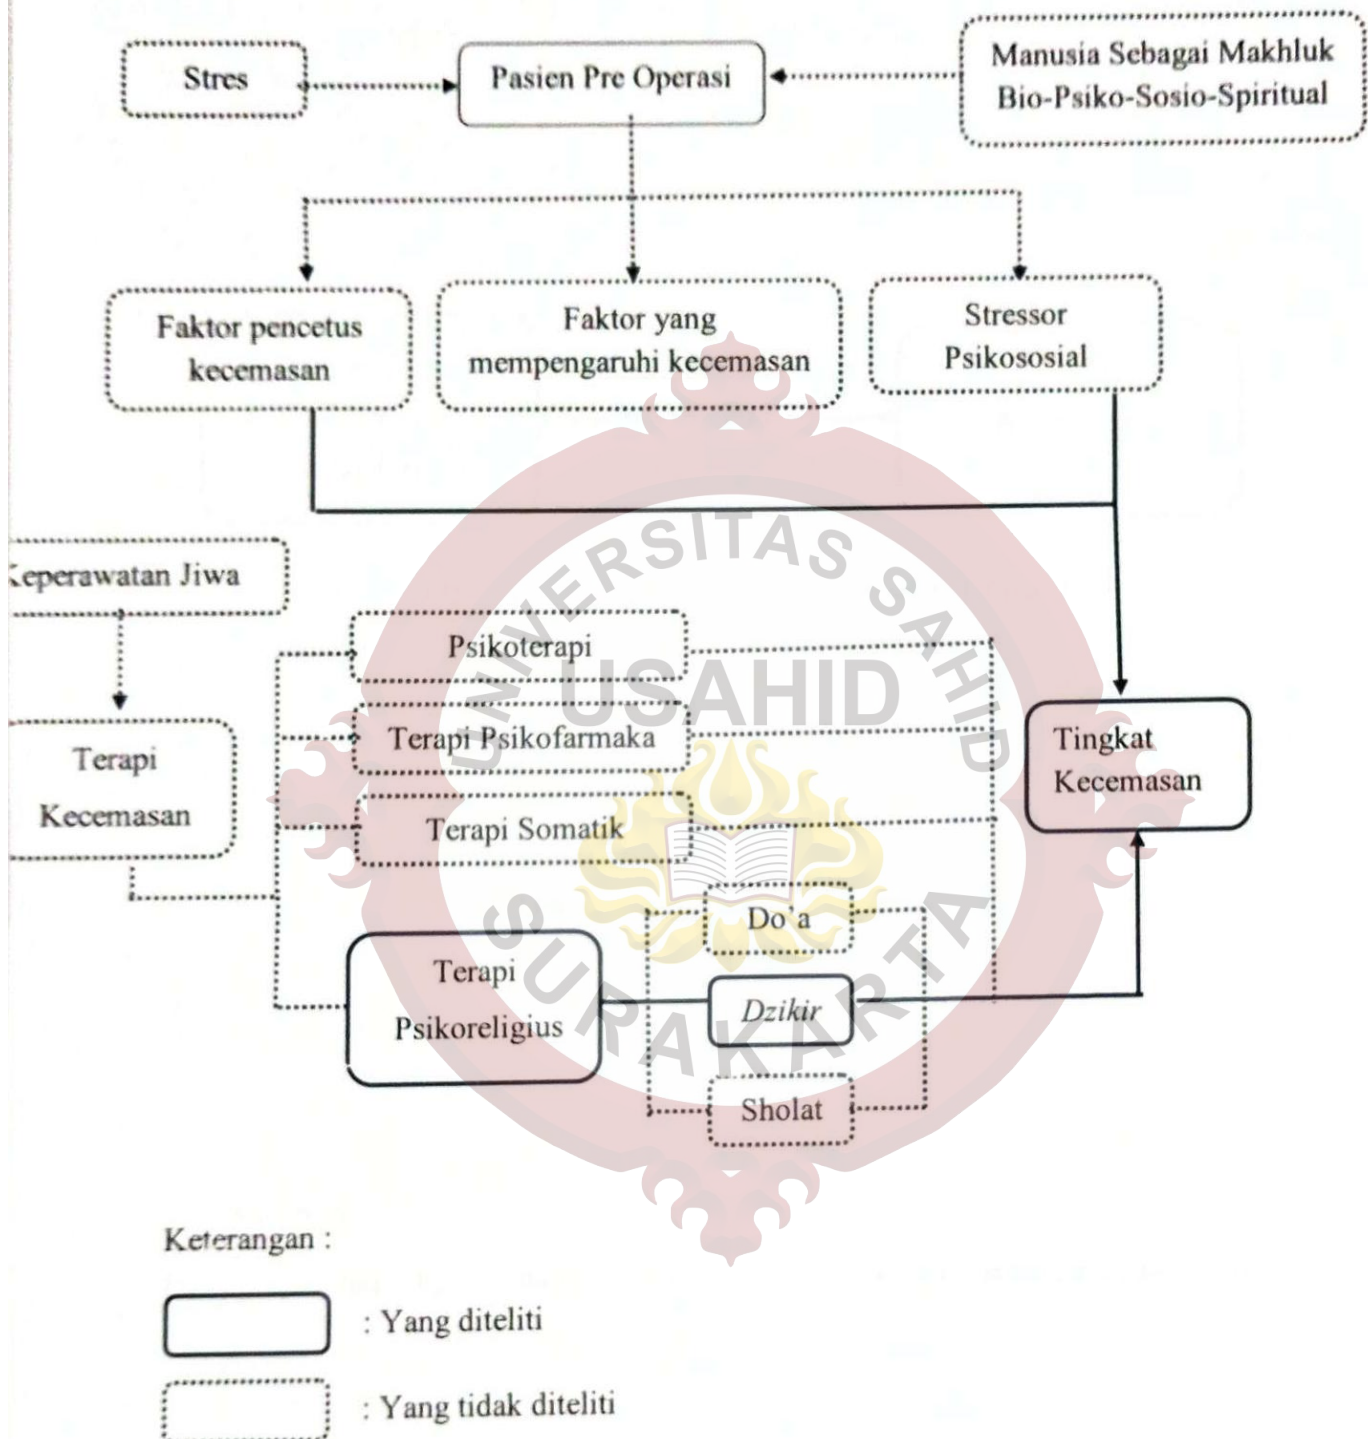 Stres
Pasien Pre Operasi
Manusia Sebagai Makhluk
Bio-Psiko-Sosio-Spiritual
Faktor pencetus
kecemasan
Faktor yang
mempengaruhi kecemasan
Stressor
Psikososial
UNIVERSITAS SAHID
USAHID
SURAKARTA
Jiwa
Terapi
Kecemasan
Psikoterapi
Terapi Psikofarmaka
Terapi Somatik
Tingkat
Kecemasan
Terapi
Psikoreligius
Do'a
Dzikir
Sholat
Keterangan :
: Yang diteliti
: Yang tidak diteliti